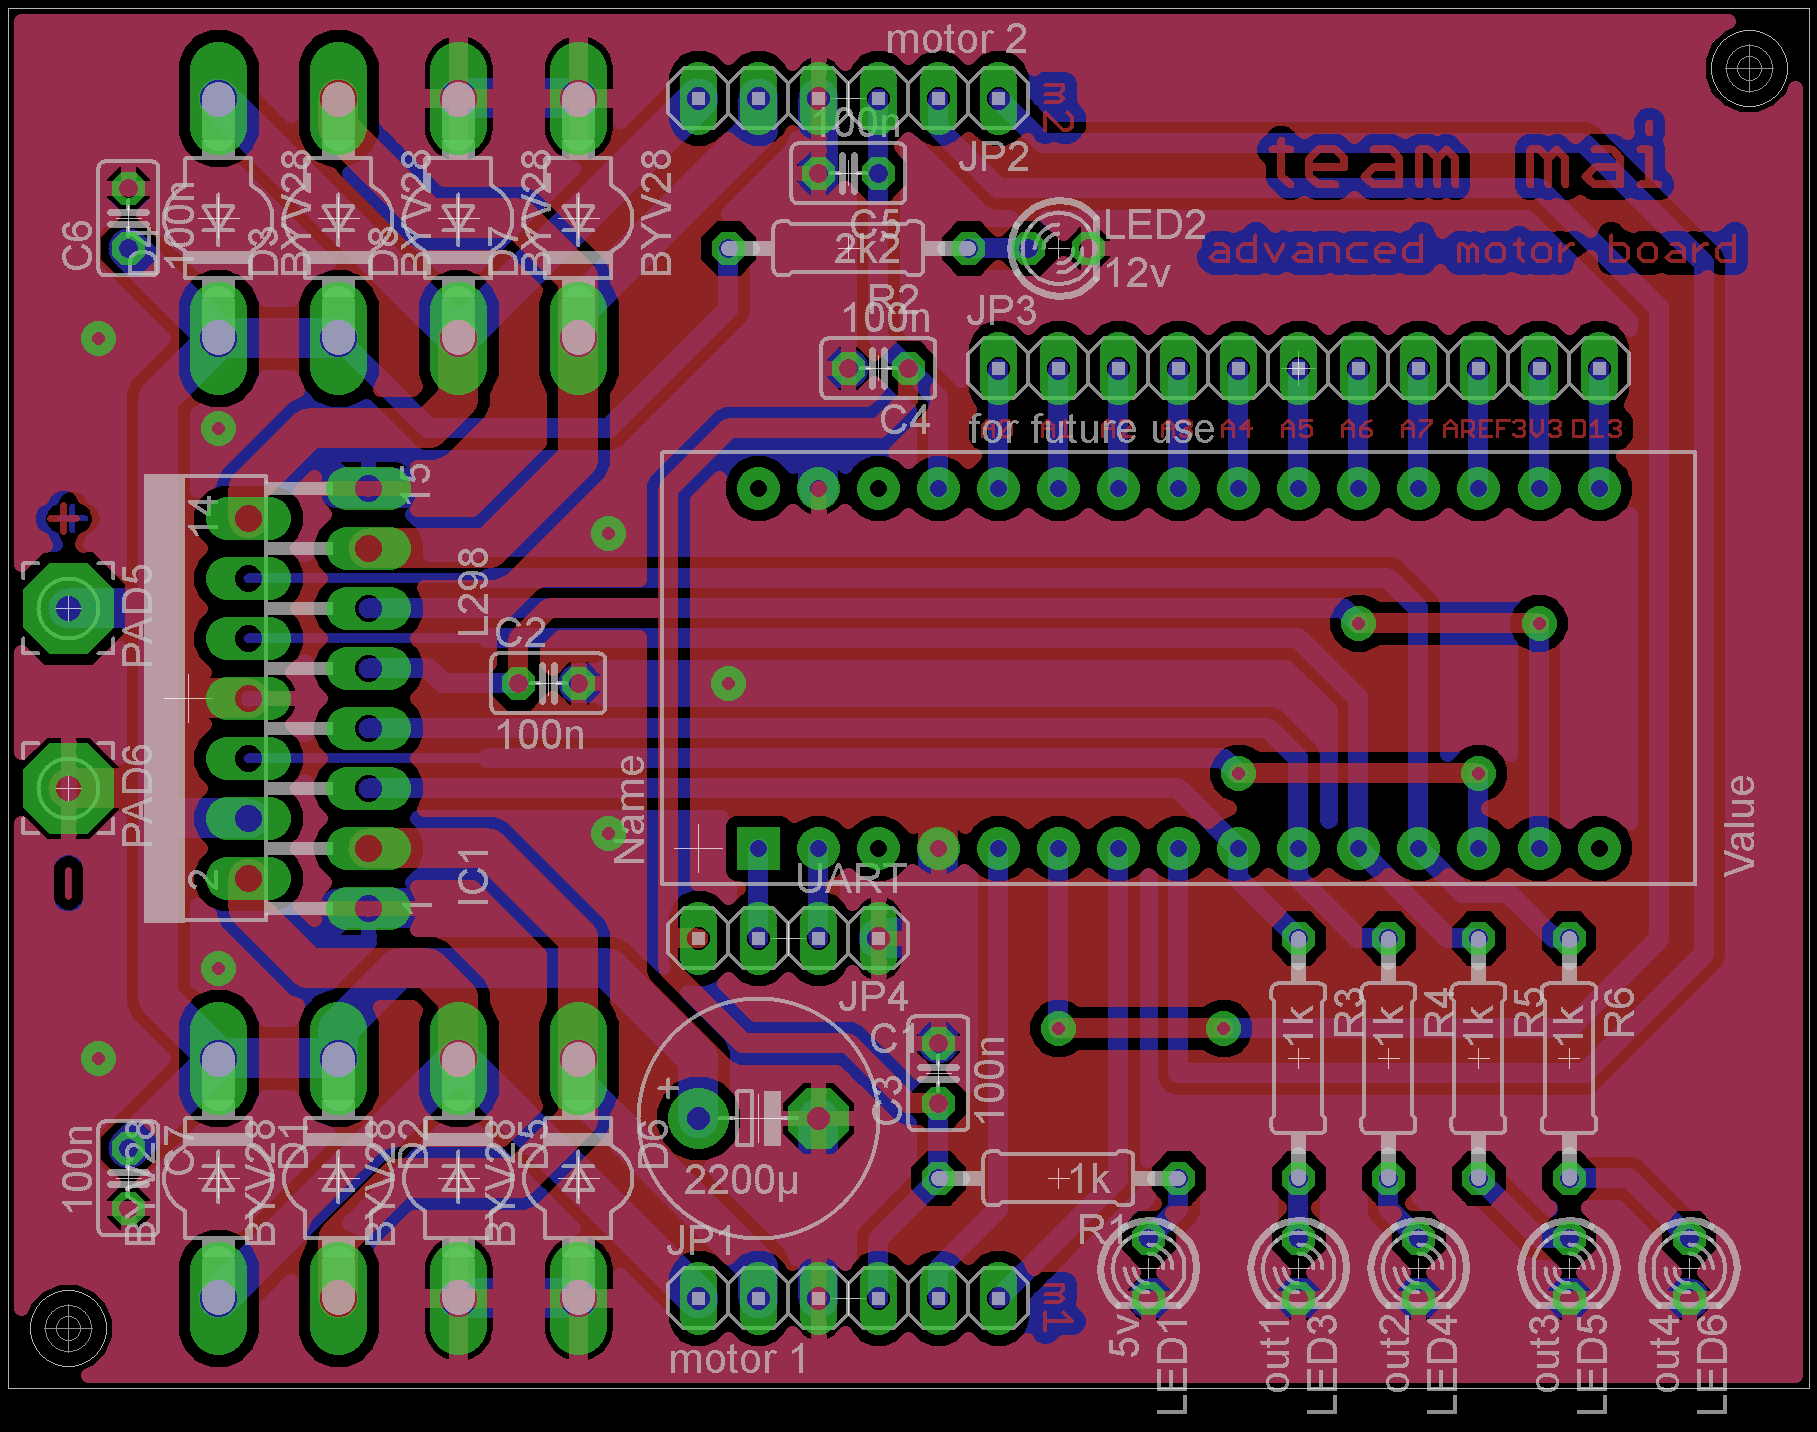 motor 2
m2
100n
JP2
team mai
C6
100n
D3
BYV28
D8
BYV28
D7
BYV28
BYV28
C5
2k2
R2
LED2
12v
advanced motor board
100n
JP3
C4
for future use
A4 A5 A6 A7 AREF 3V3 D13
+
14
15
PAD5
L298
C2
100n
PAD6
Name
Value
2
1
IC1
UART
JP4
C1
C3
100n
+
2200µ
1k
R3
1k
R4
1k
R5
1k
R6
100n
C7
BYV28
D1
BYV28
D2
BYV28
D5
BYV28
D6
1k
R1
JP1
motor 1
m1
5v
LED1
out1
LED3
out2
LED4
out3
LED5
out4
LED6